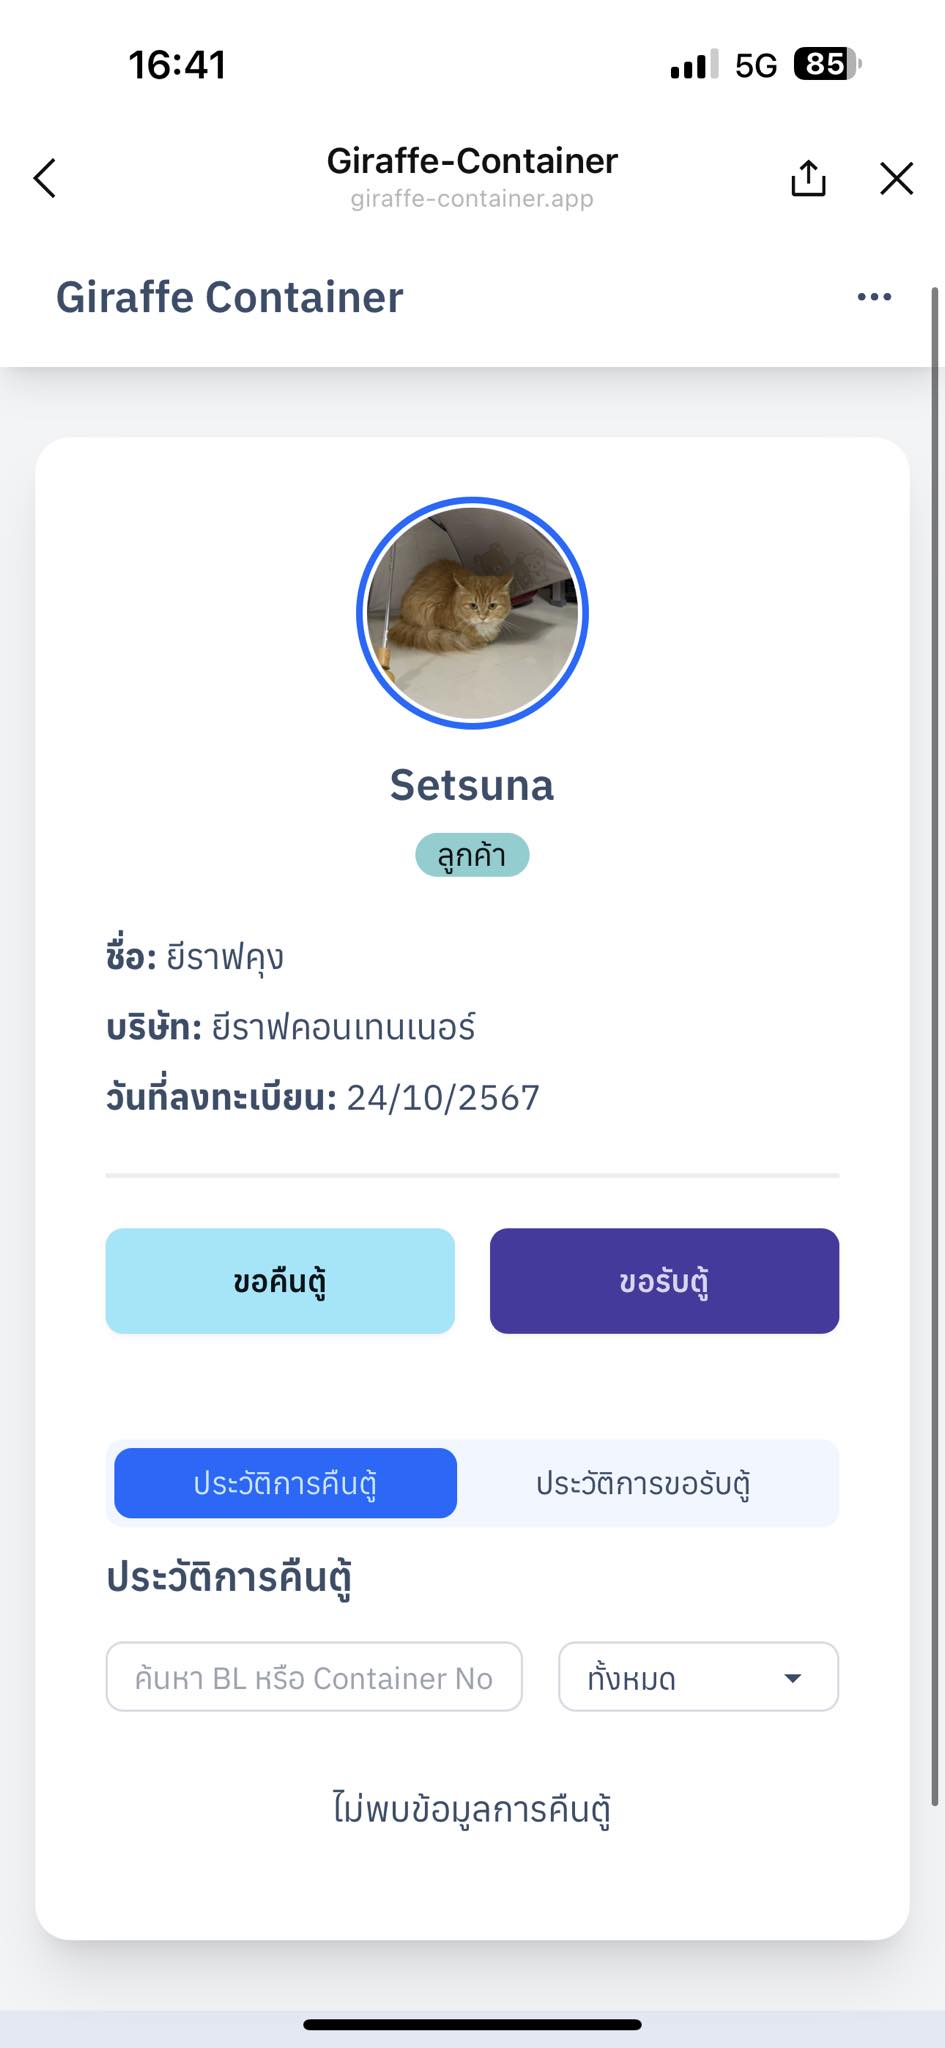 16:41
5G 85
Giraffe-Container
giraffe-container.app
Giraffe Container
Setsuna
ลูกค้า
ชื่อ: ยีราฟคุง
บริษัท: ยีราฟคอนเทนเนอร์
วันที่ลงทะเบียน: 24/10/2567
ขอคืนตู้ ขอรับตู้
ประวัติการคืนตู้ ประวัติการขอรับตู้
ประวัติการคืนตู้
ค้นหา BL หรือ Container No ทั้งหมด
ไม่พบข้อมูลการคืนตู้